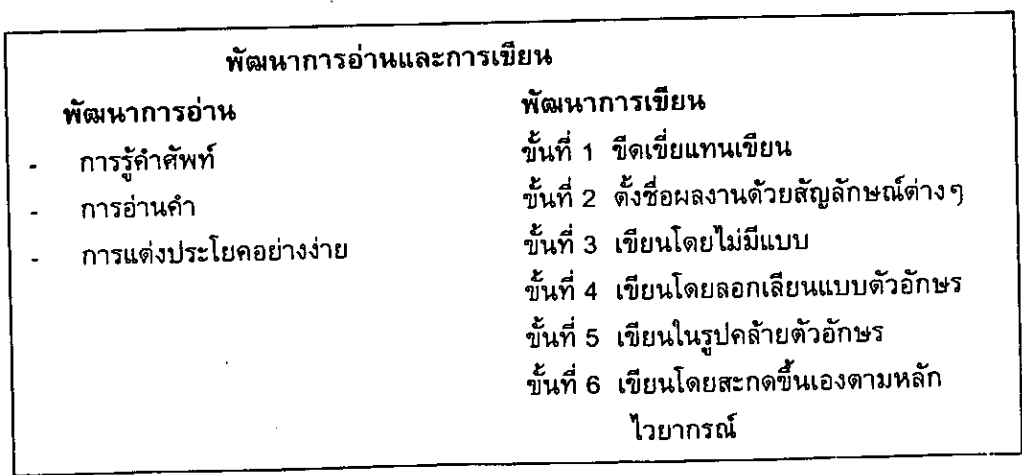 พัฒนาการอ่านและการเขียน
พัฒนาการอ่าน
- การรู้คำศัพท์
- การอ่านคำ
- การแต่งประโยคอย่างง่าย
พัฒนาการเขียน
ขั้นที่ 1 ขีดเขี่ยแทนเขียน
ขั้นที่ 2 ตั้งชื่อผลงานด้วยสัญลักษณ์ต่างๆ
ขั้นที่ 3 เขียนโดยไม่มีแบบ
ขั้นที่ 4 เขียนโดยลอกเลียนแบบตัวอักษร
ขั้นที่ 5 เขียนในรูปคล้ายตัวอักษร
ขั้นที่ 6 เขียนโดยสะกดขึ้นเองตามหลัก
ไวยากรณ์